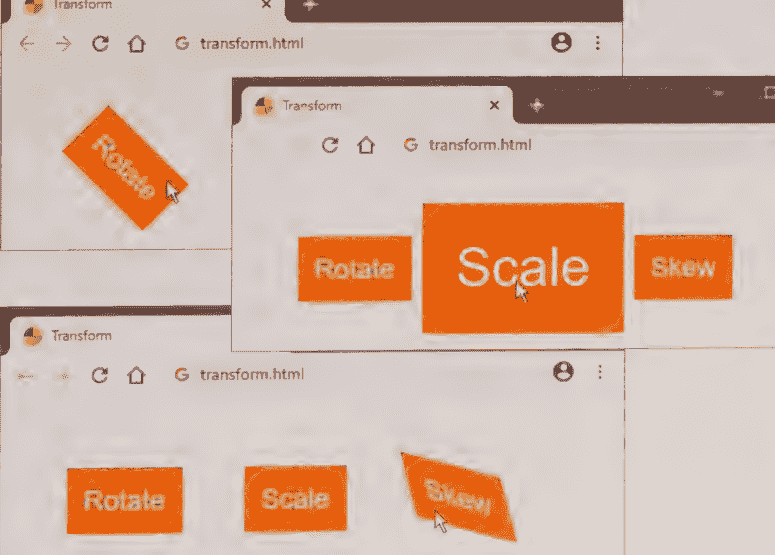 Transform
transform.html
Rotate
Transform
transform.html
Rotate Scale Skew
Transform
transform.html
Rotate Scale Skew